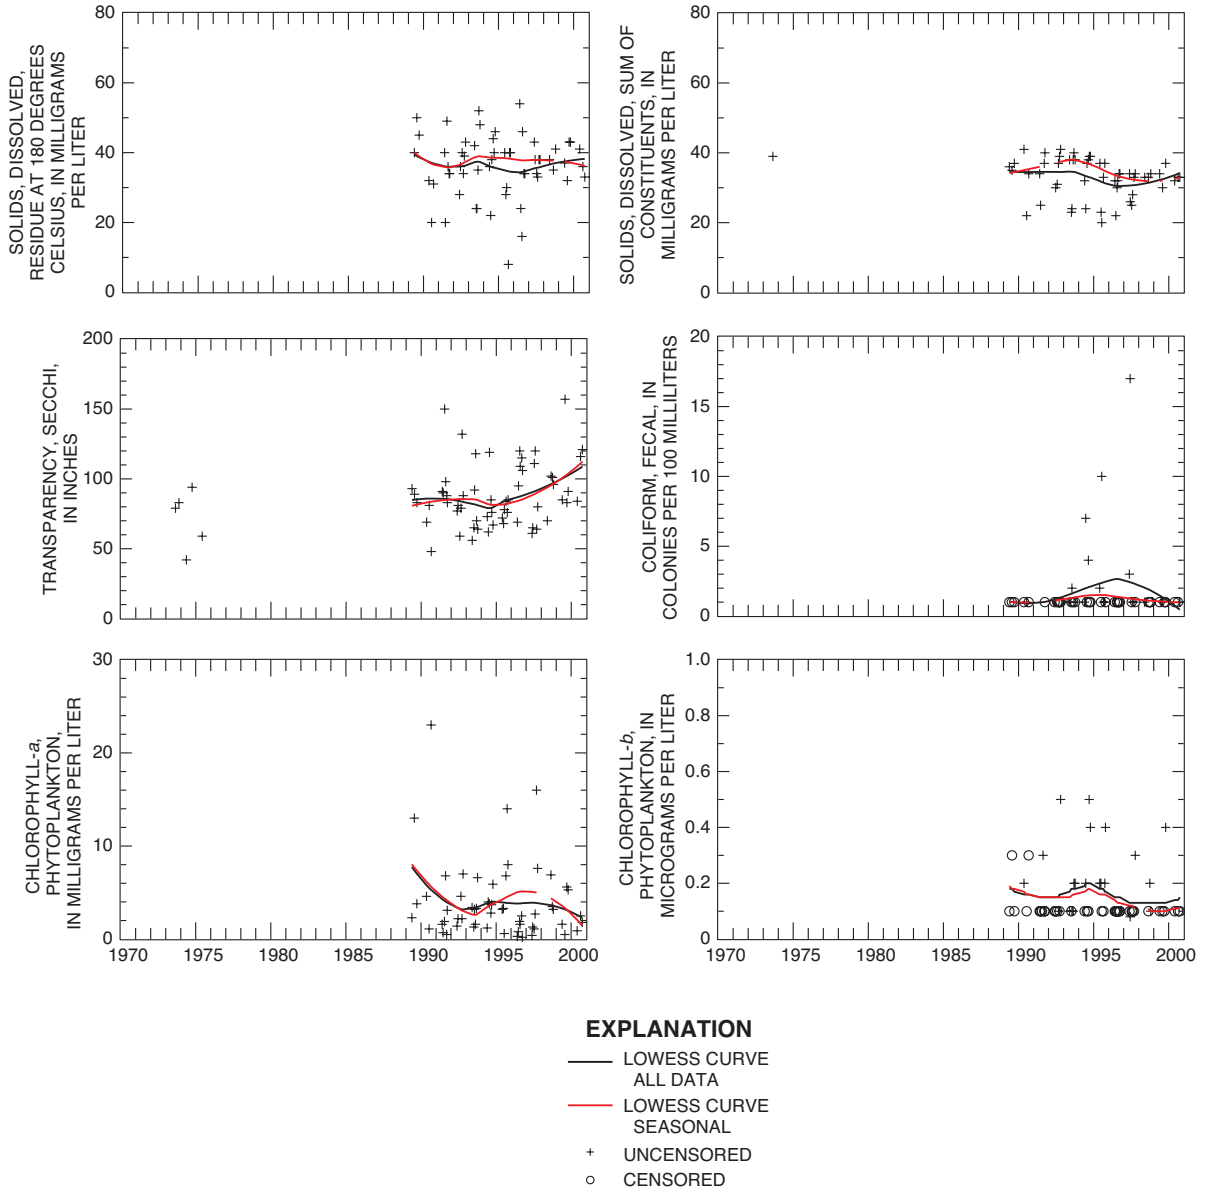 SOLIDS, DISSOLVED,
RESIDUE AT 180 DEGREES
CELSIUS, IN MILLIGRAMS
PER LITER
80
60
40
20
0
SOLIDS, DISSOLVED, SUM OF
CONSTITUENTS, IN
MILLIGRAMS PER LITER
80
60
40
20
0
TRANSPARENCY, SECCHI,
IN INCHES
200
150
100
50
0
COLIFORM, FECAL, IN
COLONIES PER 100 MILLILITERS
20
15
10
5
0
CHLOROPHYLL-a,
PHYTOPLANKTON,
IN MILLIGRAMS PER LITER
30
20
10
0
1970 1975 1980 1985 1990 1995 2000
CHLOROPHYLL-b,
PHYTOPLANKTON, IN
MICROGRAMS PER LITER
1.0
0.8
0.6
0.4
0.2
0
1970 1975 1980 1985 1990 1995 2000
EXPLANATION
LOWESS CURVE
ALL DATA
LOWESS CURVE
SEASONAL
UNCENSORED
CENSORED